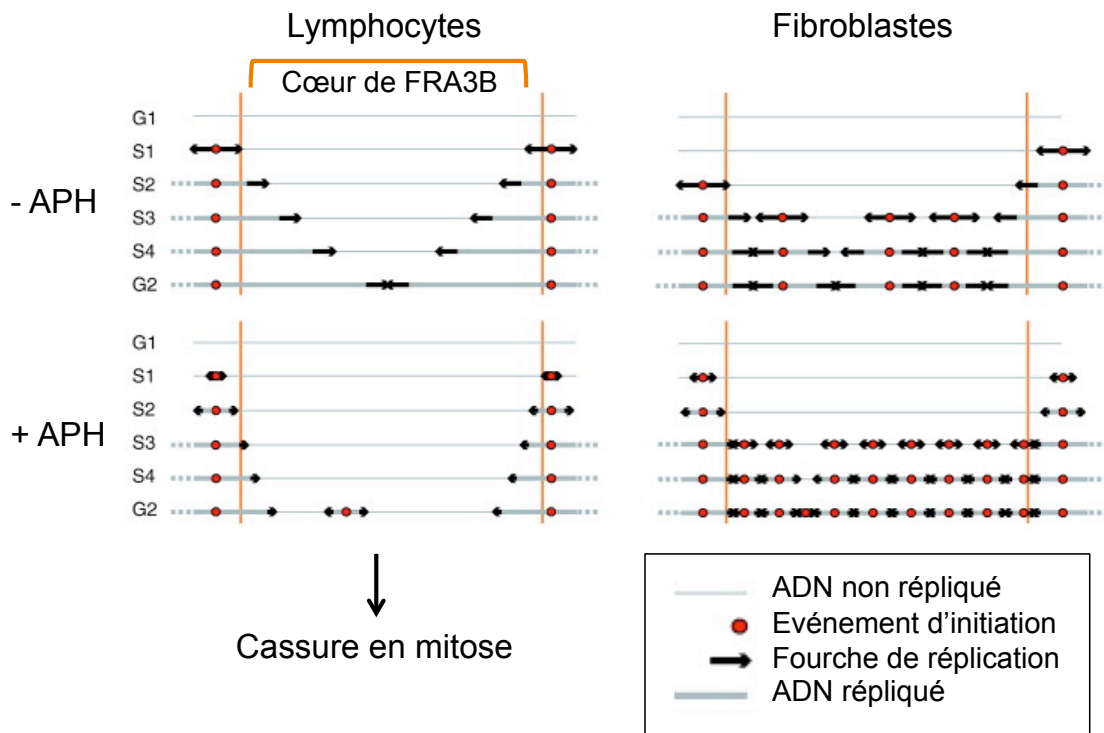 Lymphocytes
Fibroblastes
Cœur de FRA3B
- APH
G1
S1
S2
S3
S4
G2
+ APH
G1
S1
S2
S3
S4
G2
Cassure en mitose
ADN non répliqué
Evénement d'initiation
Fourche de réplication
ADN répliqué